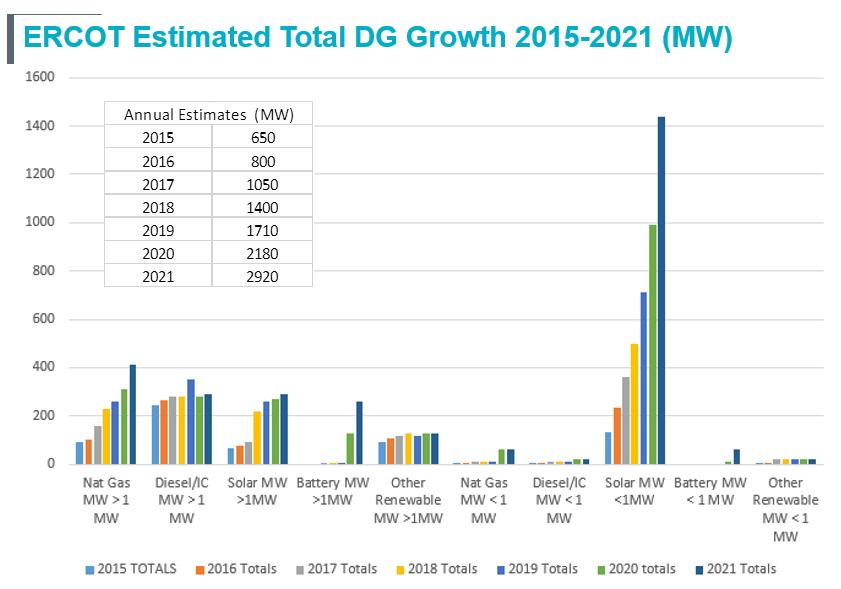 ERCOT Estimated Total DG Growth 2015-2021 (MW)
1600
1400
1200
1000
800
600
400
200
0
Annual Estimates (MW)
2015 650
2016 800
2017 1050
2018 1400
2019 1710
2020 2180
2021 2920
Nat Gas
MW > 1
MW
Diesel/IC
MW > 1
MW
Solar MW
>1MW
Battery MW
>1MW
Other
Renewable
MW >1MW
Nat Gas
MW < 1
MW
Diesel/IC
MW < 1
MW
Solar MW
<1MW
Battery MW
< 1 MW
Other
Renewable
MW < 1
MW
2015 TOTALS 2016 Totals 2017 Totals 2018 Totals 2019 Totals 2020 totals 2021 Totals